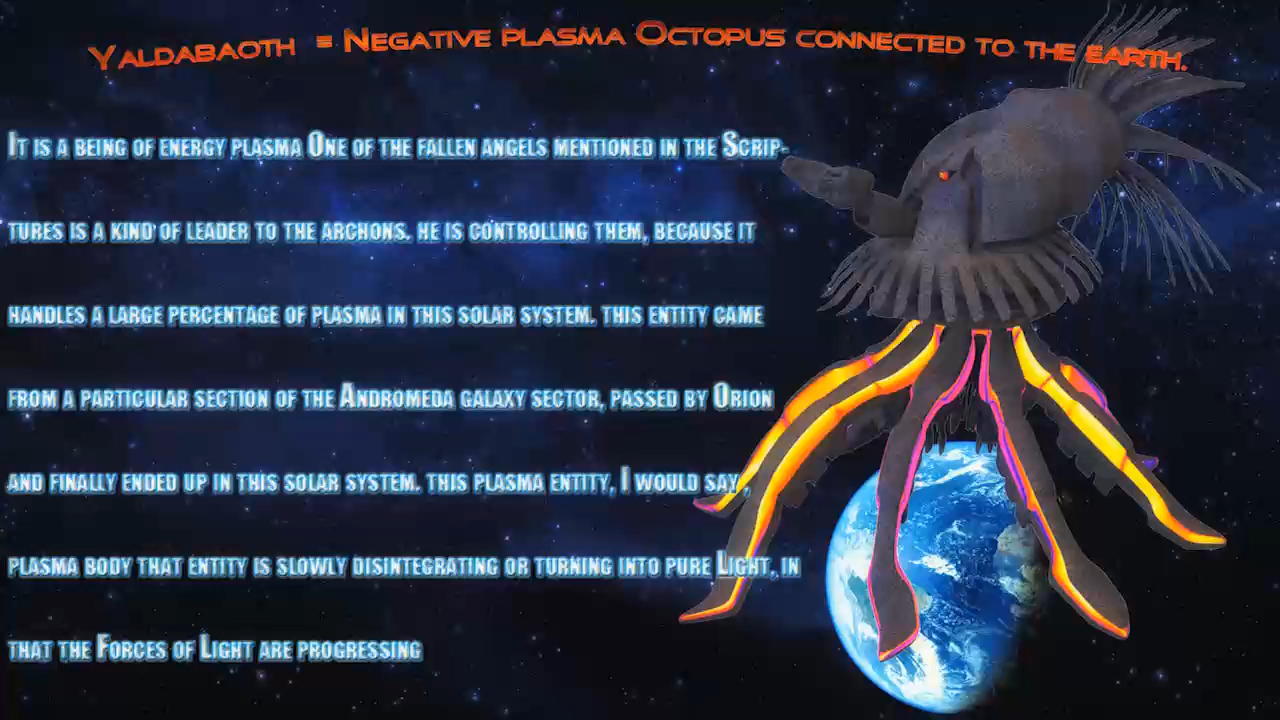 Yaldabaoth = Negative plasma Octopus connected to the earth.
It is a being of energy plasma One of the fallen angels mentioned in the Scrip-
tures is a kind of leader to the archons. he is controlling them, because it
handles a large percentage of plasma in this solar system. this entity came
from a particular section of the Andromeda galaxy sector, passed by Orion
and finally ended up in this solar system. this plasma entity, I would say ,
plasma body that entity is slowly disintegrating or turning into pure Light, in
that the Forces of Light are progressing